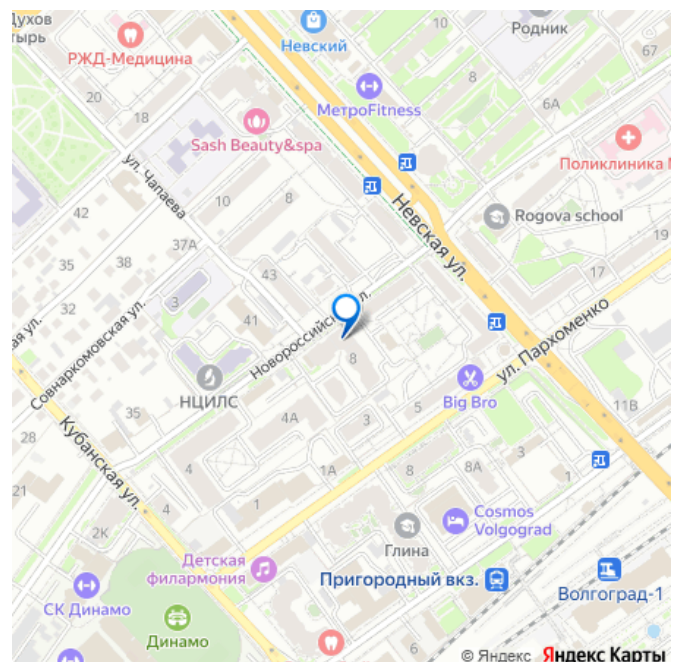 Духов
тырь
РЖД-Медицина
Невский
Родник
10
67
8
МетроFitness
6А
20
18
Sash Beauty&spa
Поликлиника
ул. Чапаева
42
10
8
Невская ул.
Rogova school
19
37А
35
38
43
17
32
3
41
Новороссийская ул.
ул. Пархоменко
ая ул.
Совнаркомовская ул.
8
НЦИЛС
Big Bro
35
4А
3
5
11В
28
Кубанская ул.
4
1А
8
8А
3
1
21
1
2К
4
Cosmos
Volgograd
Глина
Детская
филармония
Пригородный вкз.
Волгоград-1
СК Динамо
Динамо
6
© Яндекс Яндекс Карты